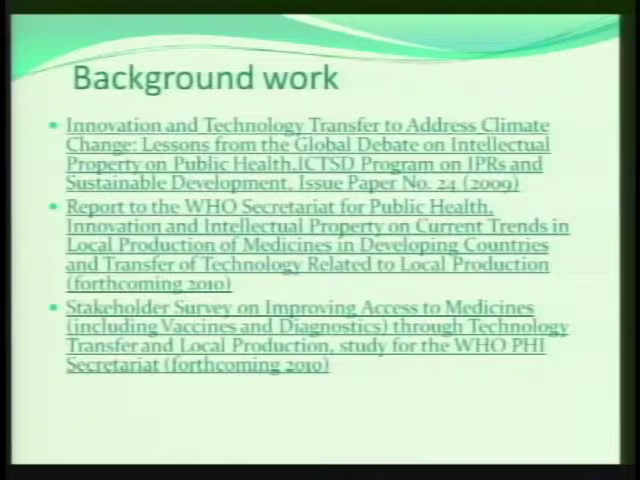 Background work
Innovation and Technology Transfer to Address Climate
Change: Lessons from the Global Debate on Intellectual
Property on Public Health,ICTSD Program on IPRs and
Sustainable Development, Issue Paper No. 24 (2009)
Report to the WHO Secretariat for Public Health,
Innovation and Intellectual Property on Current Trends in
Local Production of Medicines in Developing Countries
and Transfer of Technology Related to Local Production
(forthcoming 2010)
Stakeholder Survey on Improving Access to Medicines
(including Vaccines and Diagnostics) through Technology
Transfer and Local Production, study for the WHO PHI
Secretariat (forthcoming 2010)